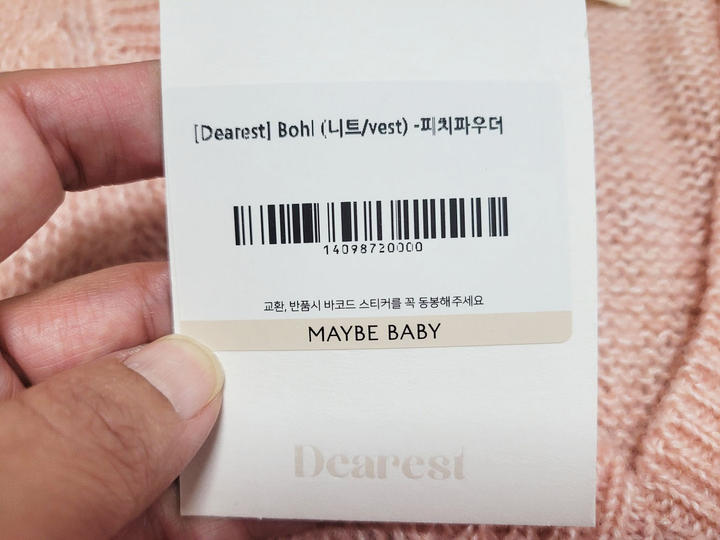 [Dearest] Bohl (니트/vest) -피치파우더
14098720000
교환, 반품시 바코드 스티커를 꼭 동봉해주세요
MAYBE BABY
Dearest